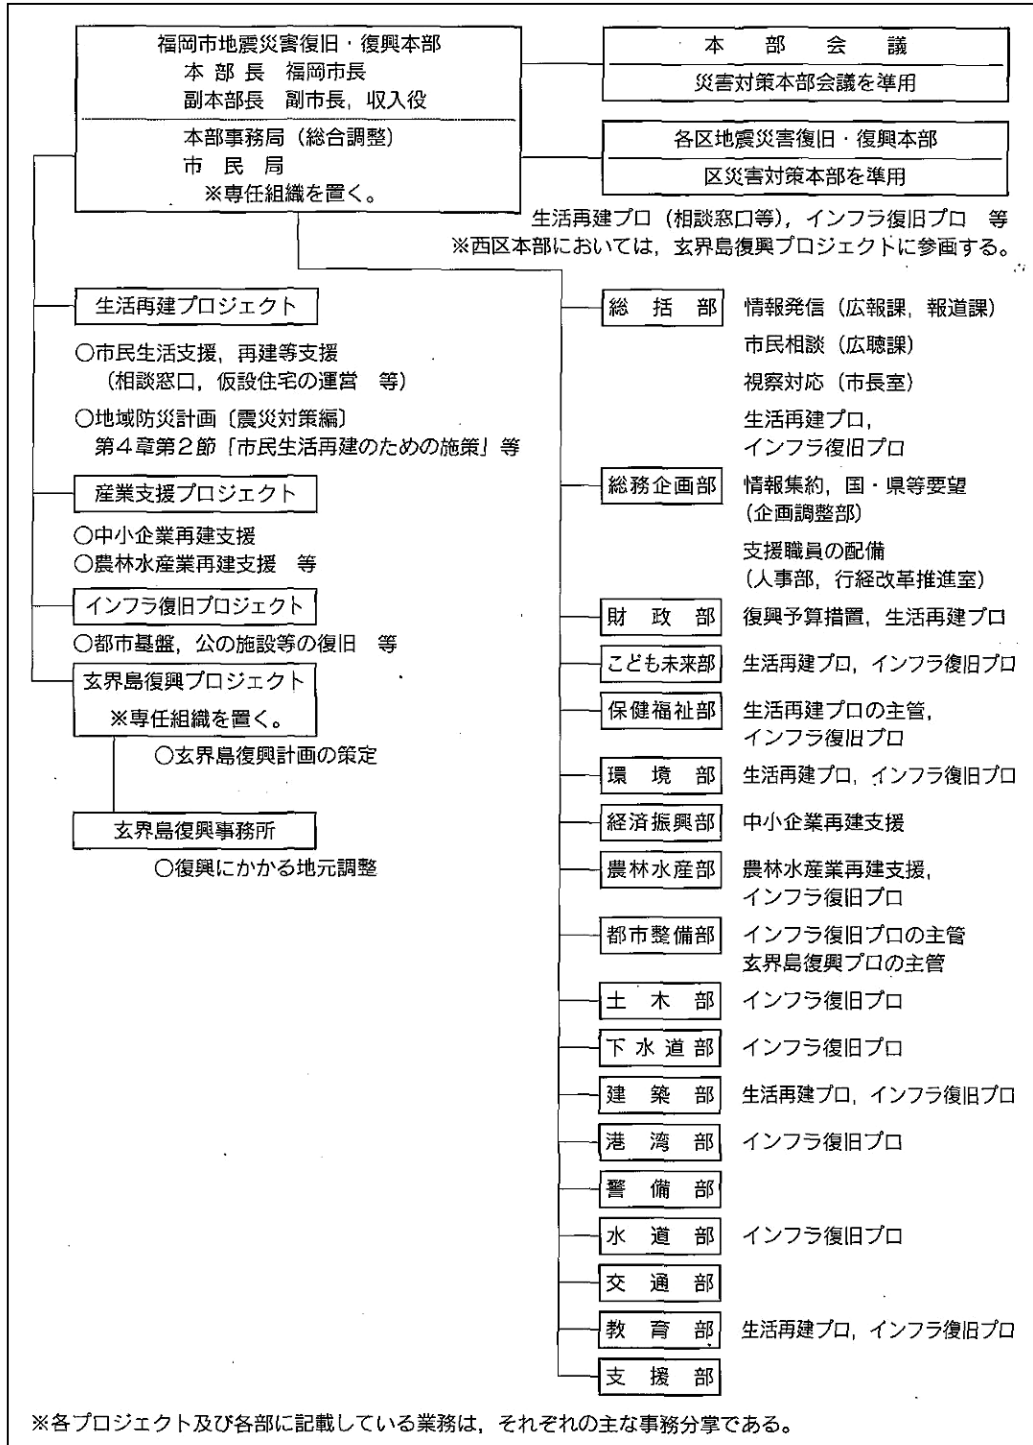 福岡市地震災害復旧・復興本部
本部長 福岡市長
副本部長 副市長，収入役
本部事務局（総合調整）
市民局
※専任組織を置く。
本部会議
災害対策本部会議を準用
各区地震災害復旧・復興本部
区災害対策本部を準用
生活再建プロ（相談窓口等），インフラ復旧プロ 等
※西区本部においては，玄界島復興プロジェクトに参画する。
生活再建プロジェクト
○市民生活支援，再建等支援
（相談窓口，仮設住宅の運営 等）
○地域防災計画〔震災対策編〕
第４章第２節「市民生活再建のための施策」等
産業支援プロジェクト
○中小企業再建支援
○農林水産業再建支援 等
インフラ復旧プロジェクト
○都市基盤，公の施設等の復旧 等
玄界島復興プロジェクト
※専任組織を置く。
○玄界島復興計画の策定
玄界島復興事務所
○復興にかかる地元調整
総括部 情報発信（広報課，報道課）
市民相談（広聴課）
視察対応（市長室）
生活再建プロ，
インフラ復旧プロ
総務企画部 情報集約，国・県等要望
（企画調整部）
支援職員の配備
（人事部，行経改革推進室）
財政部 復興予算措置，生活再建プロ
こども未来部 生活再建プロ，インフラ復旧プロ
保健福祉部 生活再建プロの主管，
インフラ復旧プロ
環境部 生活再建プロ，インフラ復旧プロ
経済振興部 中小企業再建支援
農林水産部 農林水産業再建支援，
インフラ復旧プロ
都市整備部 インフラ復旧プロの主管
玄界島復興プロの主管
土木部 インフラ復旧プロ
下水道部 インフラ復旧プロ
建築部 生活再建プロ，インフラ復旧プロ
港湾部 インフラ復旧プロ
警備部
水道部 インフラ復旧プロ
交通部
教育部 生活再建プロ，インフラ復旧プロ
支援部
※各プロジェクト及び各部に記載している業務は，それぞれの主な事務分掌である。